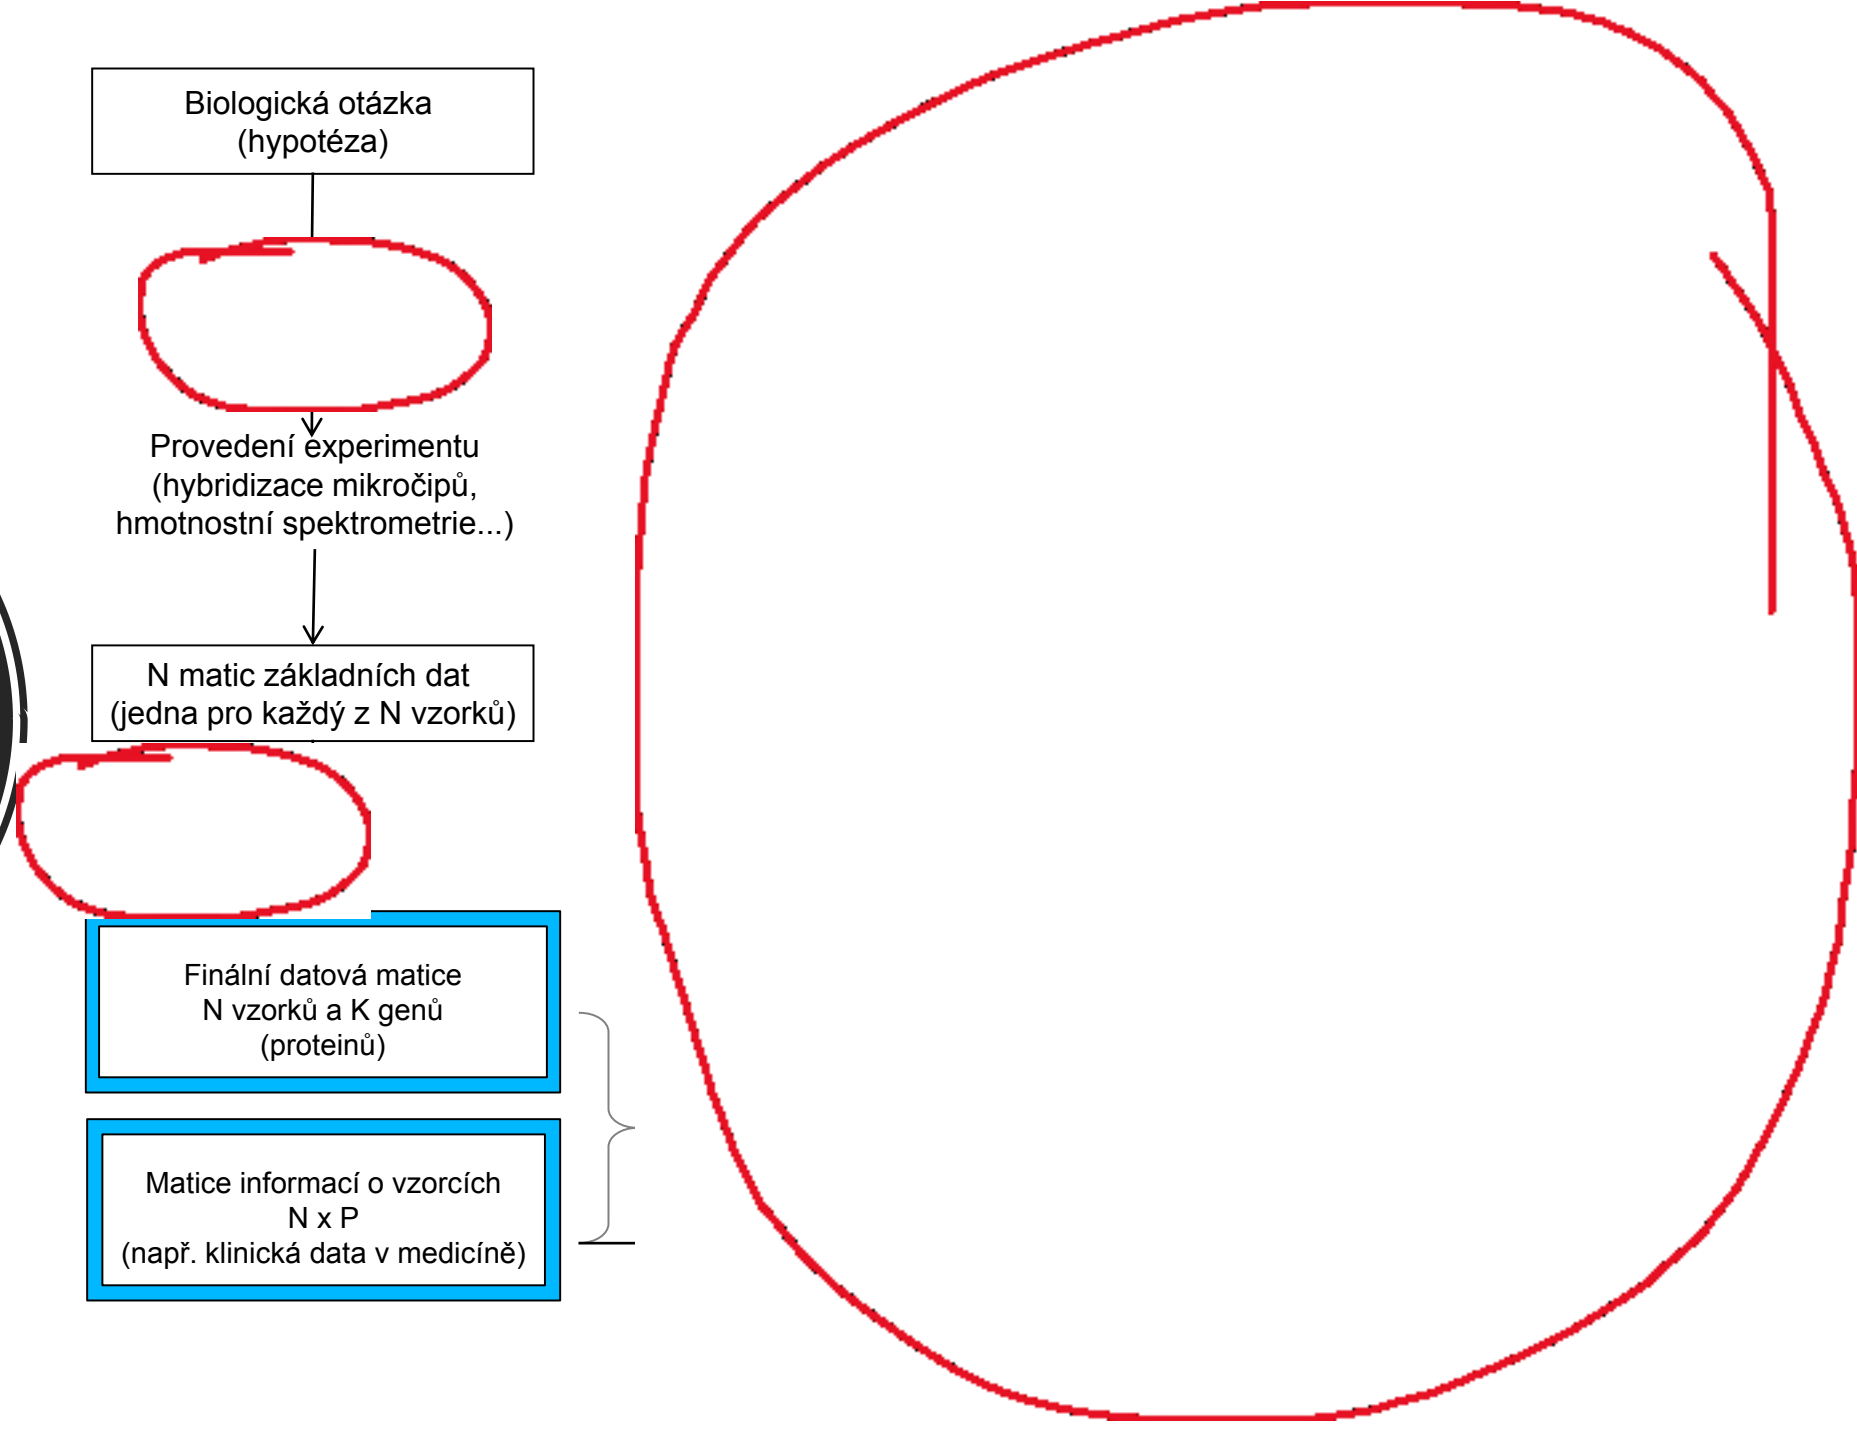 Biologická otázka
(hypotéza)
Provedení experimentu
(hybridizace mikročipů,
hmotnostní spektrometrie...)
N matic základních dat
(jedna pro každý z N vzorků)
Finální datová matice
N vzorků a K genů
(proteinů)
Matice informací o vzorcích
N x P
(např. klinická data v medicíně)